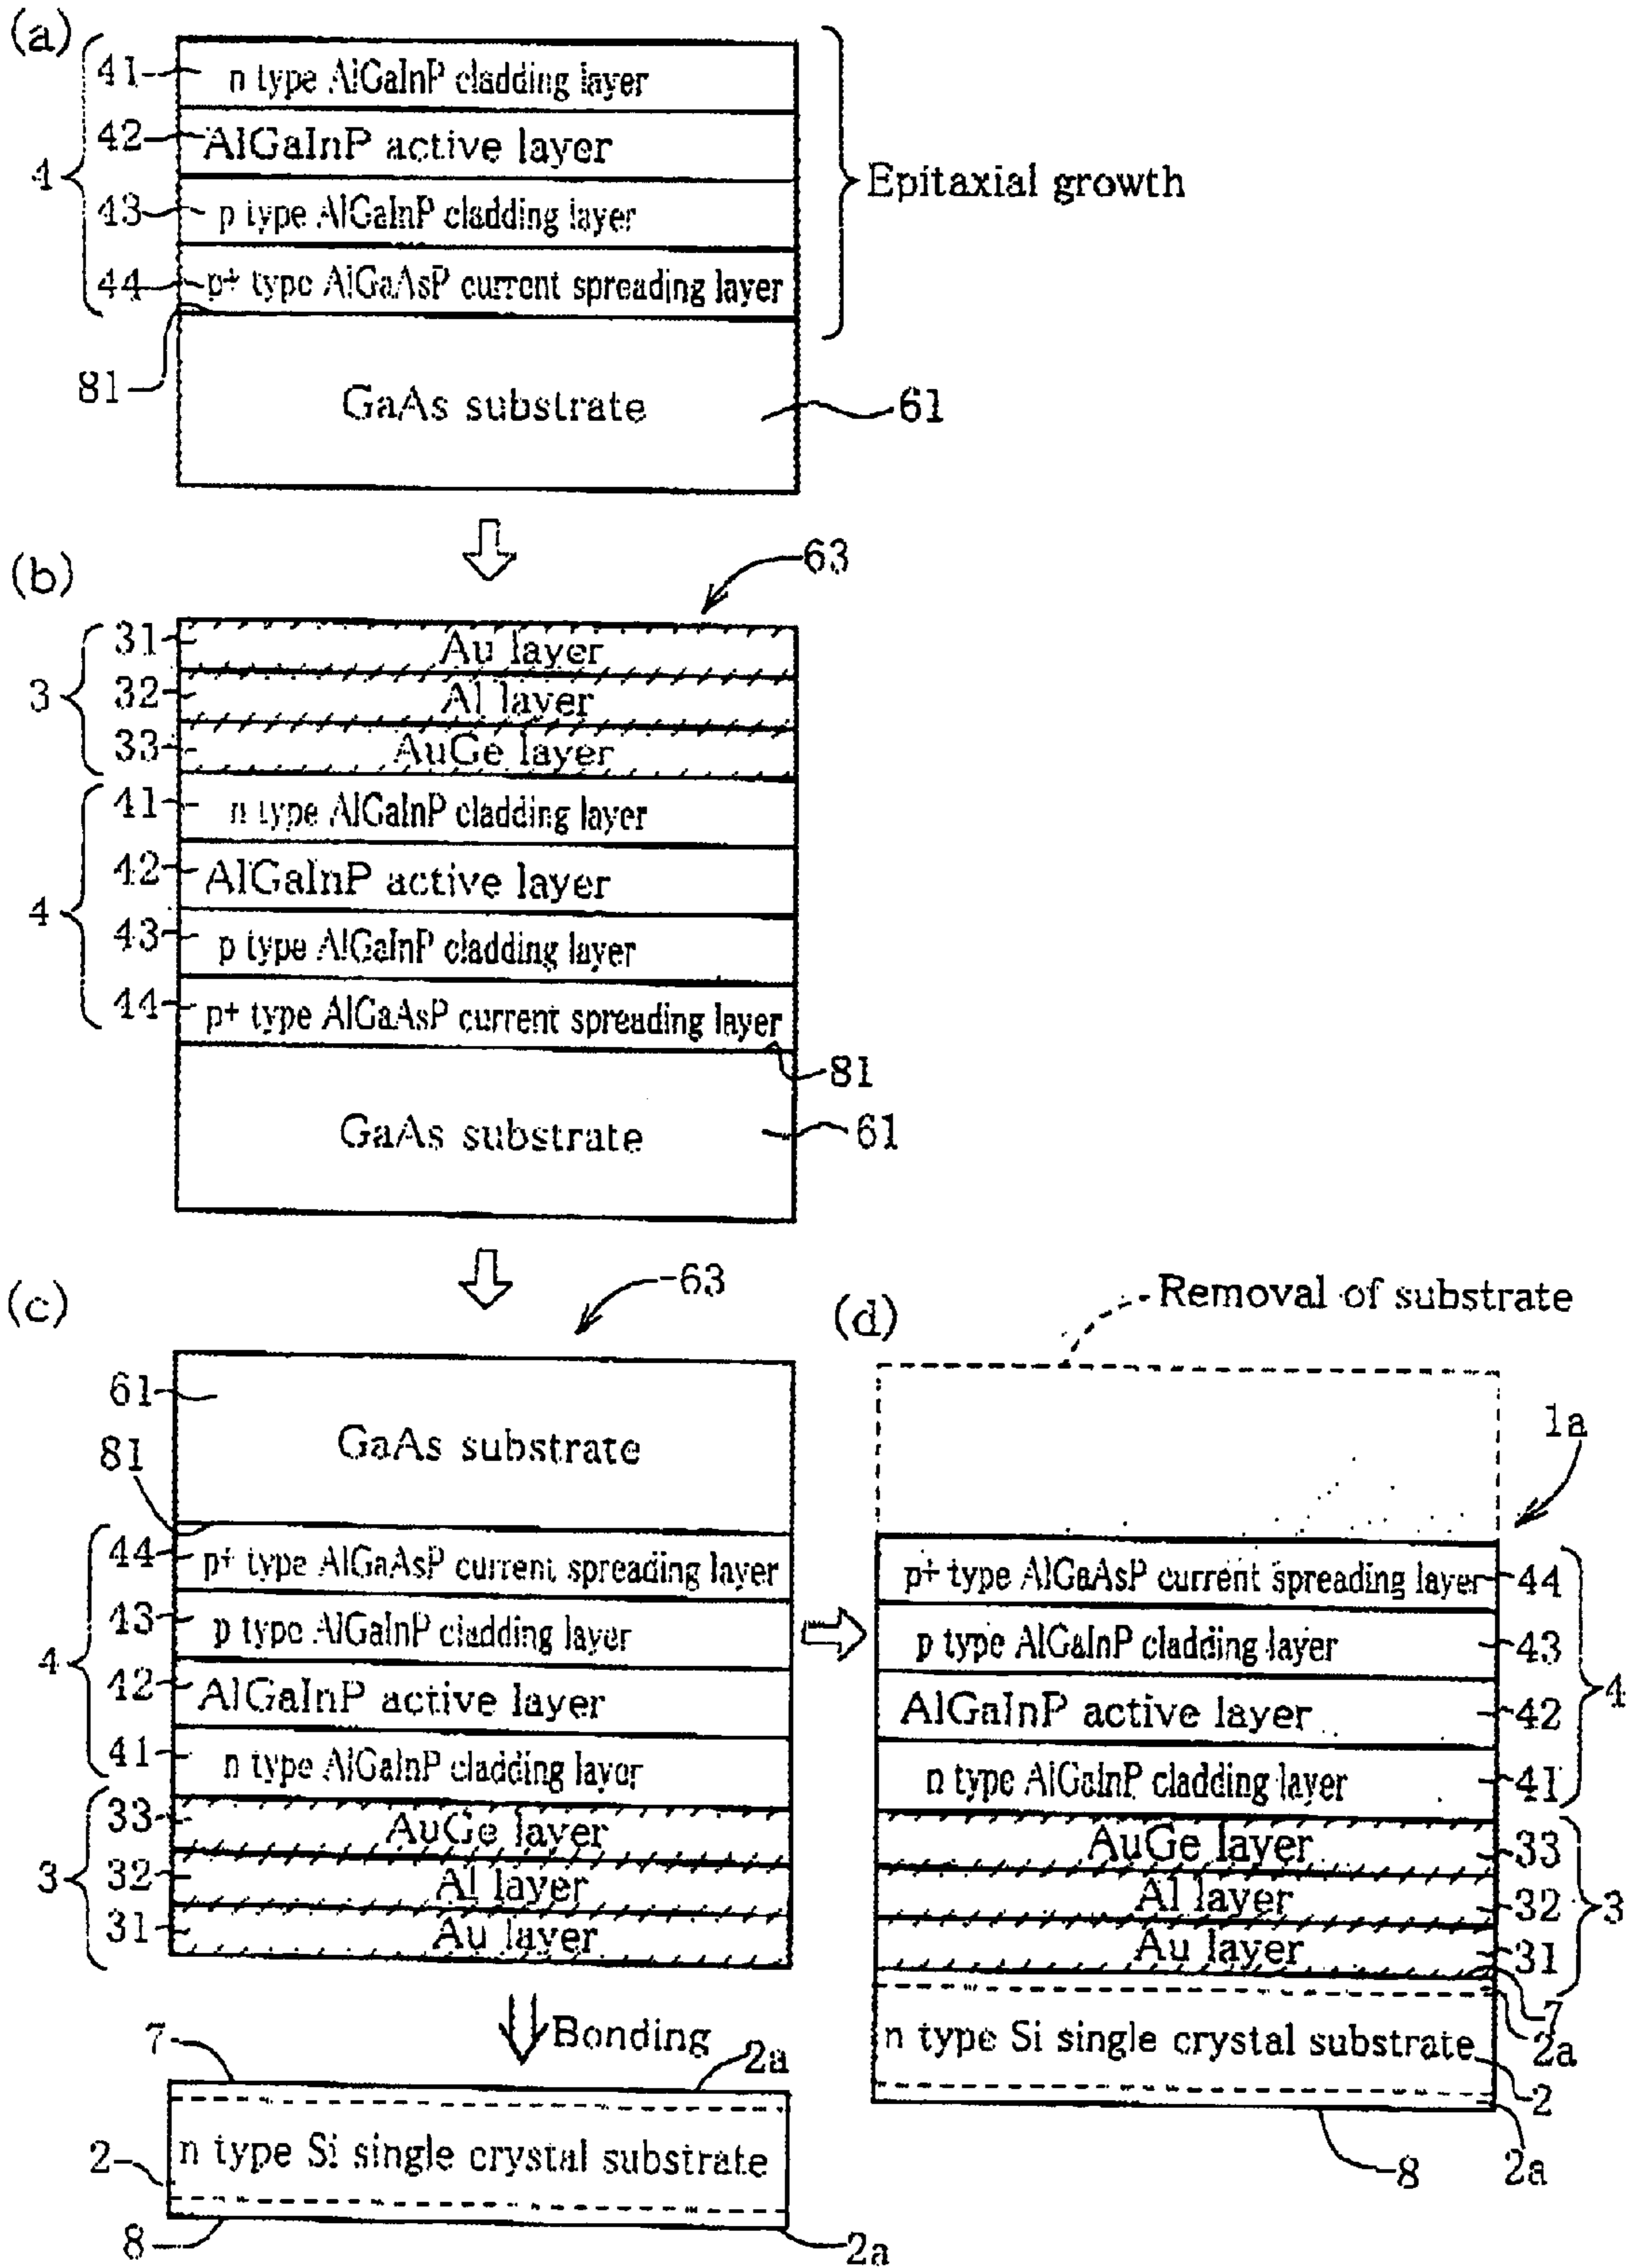 (a)
41
n type AlGaInP cladding layer
42
AlGaInP active layer
4
Epitaxial growth
43
p type AlGaInP cladding layer
44
p+ type AlGaAsP current spreading layer
81
GaAs substrate
61
(b)
63
31
Au layer
3
32
Al layer
33
AuGe layer
41
n type AlGaInP cladding layer
42
AlGaInP active layer
4
43
p type AlGaInP cladding layer
44
p+ type AlGaAsP current spreading layer
81
GaAs substrate
61
(c)
63
61
GaAs substrate
81
44
p+ type AlGaAsP current spreading layer
43
p type AlGaInP cladding layer
4
42
AlGaInP active layer
41
n type AlGaInP cladding layer
33
AuGe layer
3
32
Al layer
31
Au layer
Bonding
7
2a
2
n type Si single crystal substrate
8
2a
(d)
Removal of substrate
1a
p+ type AlGaAsP current spreading layer
44
p type AlGaInP cladding layer
43
4
AlGaInP active layer
42
n type AlGaInP cladding layer
41
AuGe layer
33
Al layer
32
3
Au layer
31
7
n type Si single crystal substrate
2a
2
8
2a